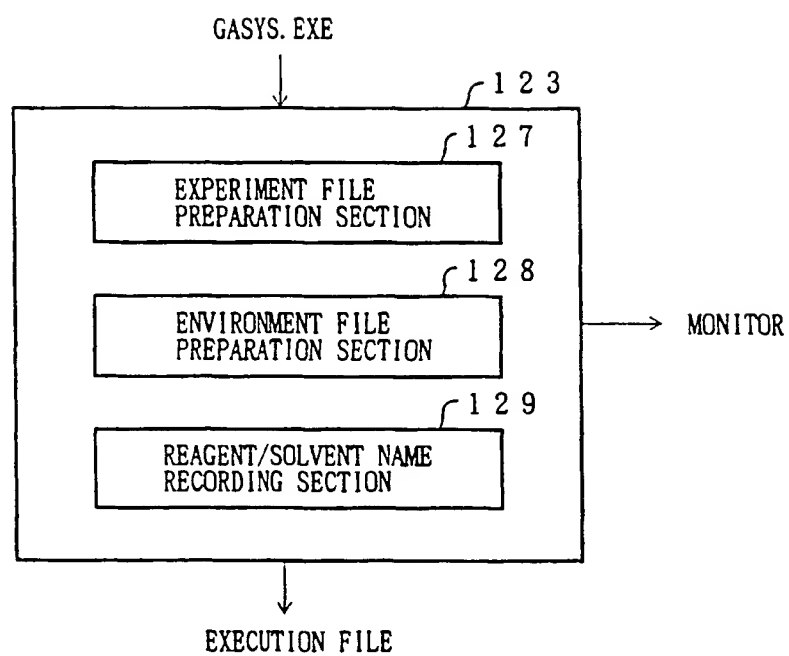 GASYS.EXE
123
127
EXPERIMENT FILE
PREPARATION SECTION
128
ENVIRONMENT FILE
PREPARATION SECTION
MONITOR
129
REAGENT/SOLVENT NAME
RECORDING SECTION
EXECUTION FILE